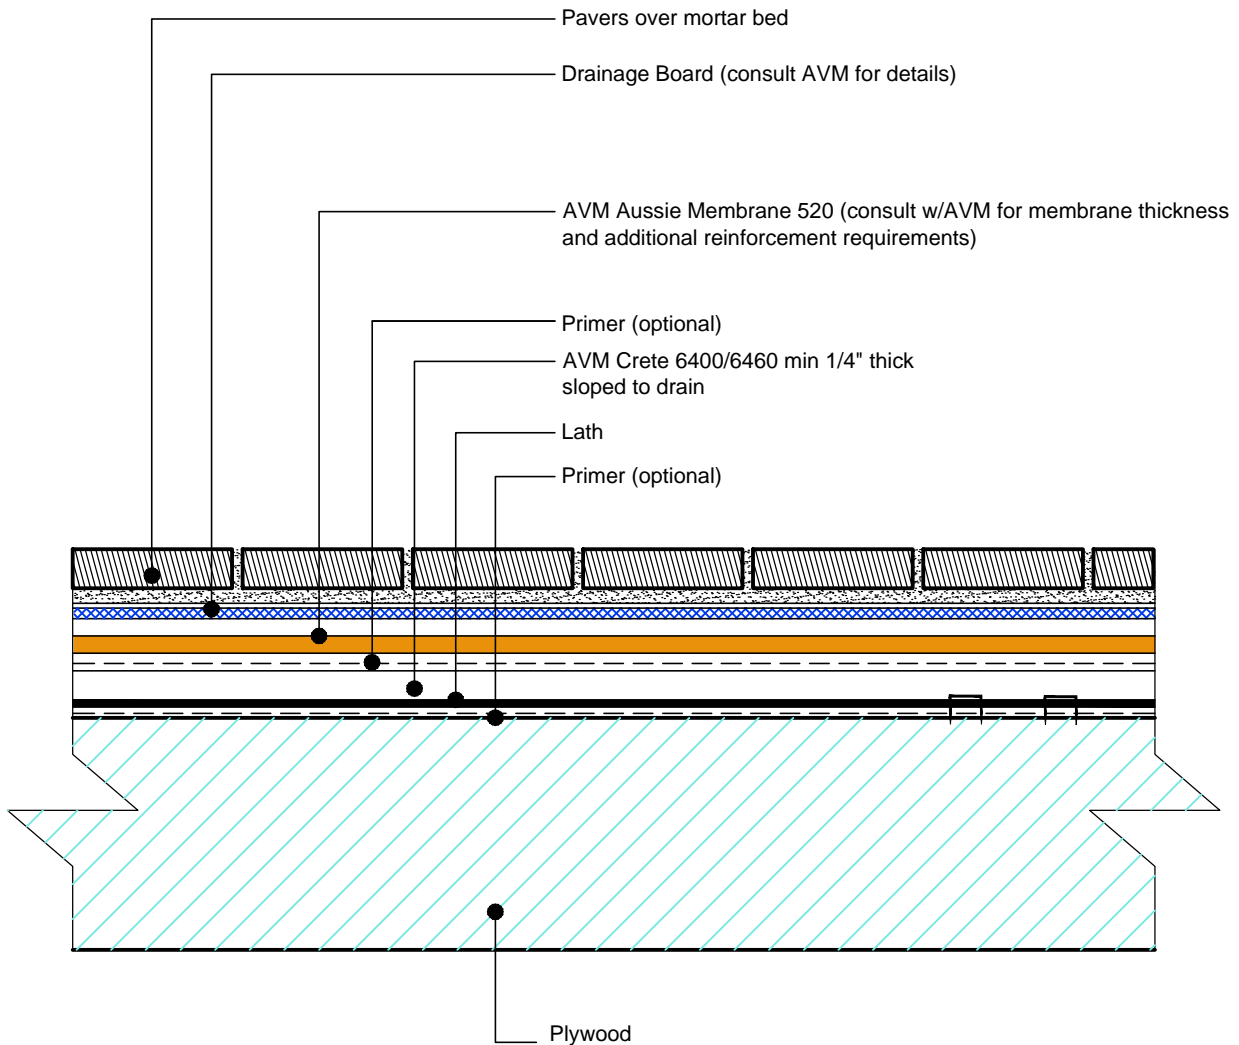 Pavers over mortar bed
Drainage Board (consult AVM for details)
AVM Aussie Membrane 520 (consult w/AVM for membrane thickness
and additional reinforcement requirements)
Primer (optional)
AVM Crete 6400/6460 min 1/4" thick
sloped to drain
Lath
Primer (optional)
Plywood